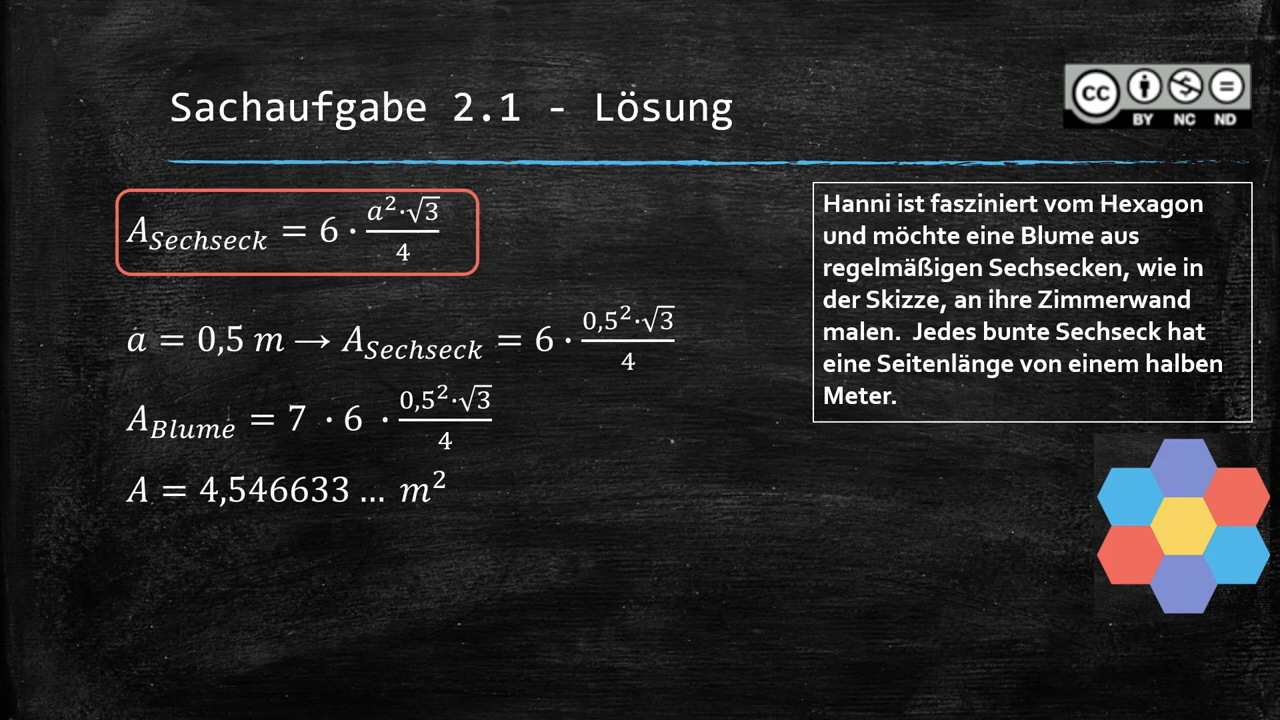 Sachaufgabe 2.1 - Lösung
cc
BY NC ND
A_Sechseck = 6 · (a²·√3)/4
a = 0,5 m → A_Sechseck = 6 · (0,5²·√3)/4
A_Blume = 7 · 6 · (0,5²·√3)/4
A = 4,546633 … m²
Hanni ist fasziniert vom Hexagon
und möchte eine Blume aus
regelmäßigen Sechsecken, wie in
der Skizze, an ihre Zimmerwand
malen. Jedes bunte Sechseck hat
eine Seitenlänge von einem halben
Meter.